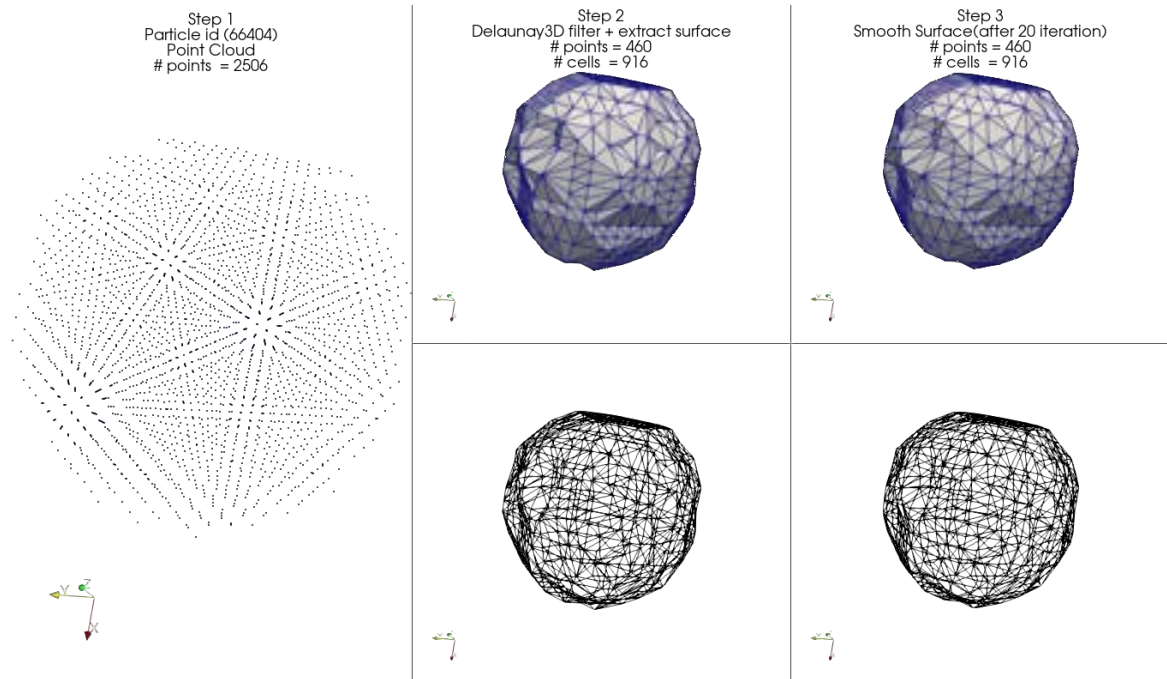 Step 1
Particle id (66404)
Point Cloud
# points  = 2506
Step 2
Delaunay3D filter + extract surface
# points = 460
# cells  = 916
Step 3
Smooth Surface(after 20 iteration)
# points = 460
# cells  = 916
Z
Y
X